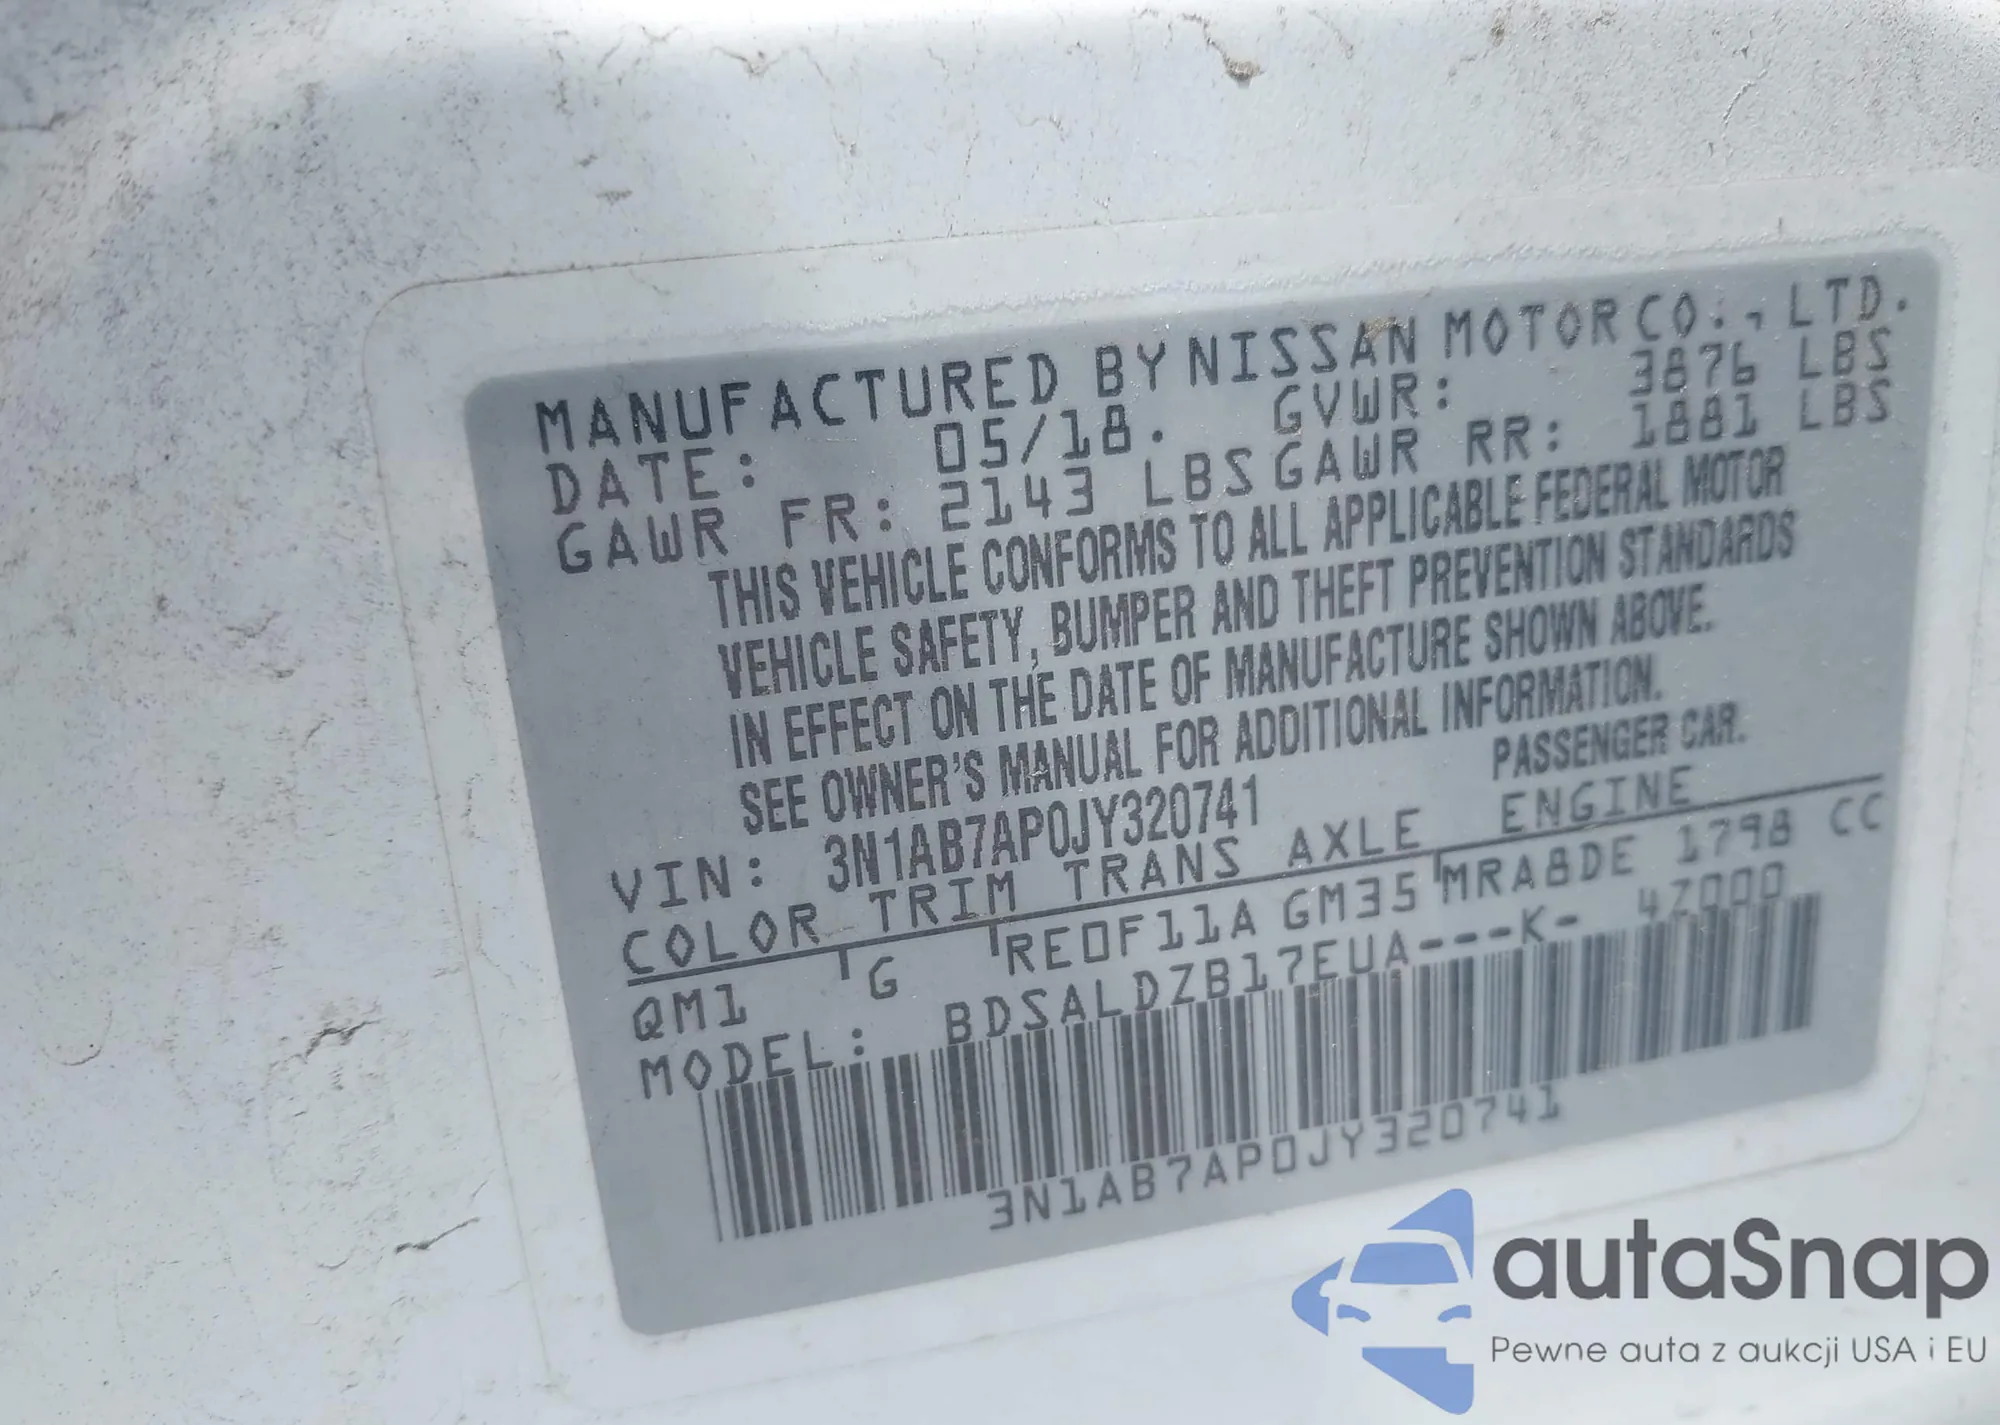 MANUFACTURED BY NISSAN MOTOR CO., LTD.
DATE: 05/18. GVWR: 3876 LBS
GAWR FR: 2143 LBS GAWR RR: 1881 LBS
THIS VEHICLE CONFORMS TO ALL APPLICABLE FEDERAL MOTOR
VEHICLE SAFETY, BUMPER AND THEFT PREVENTION STANDARDS
IN EFFECT ON THE DATE OF MANUFACTURE SHOWN ABOVE.
SEE OWNER'S MANUAL FOR ADDITIONAL INFORMATION.
PASSENGER CAR.
VIN: 3N1AB7AP0JY320741
COLOR TRIM TRANS AXLE ENGINE
QM1 G RE0F11A GM35 MRA8DE 1798 CC
MODEL: BDSALDZB17EUA---K- 4Z000
3N1AB7AP0JY320741
autaSnap
Pewne auta z aukcji USA i EU